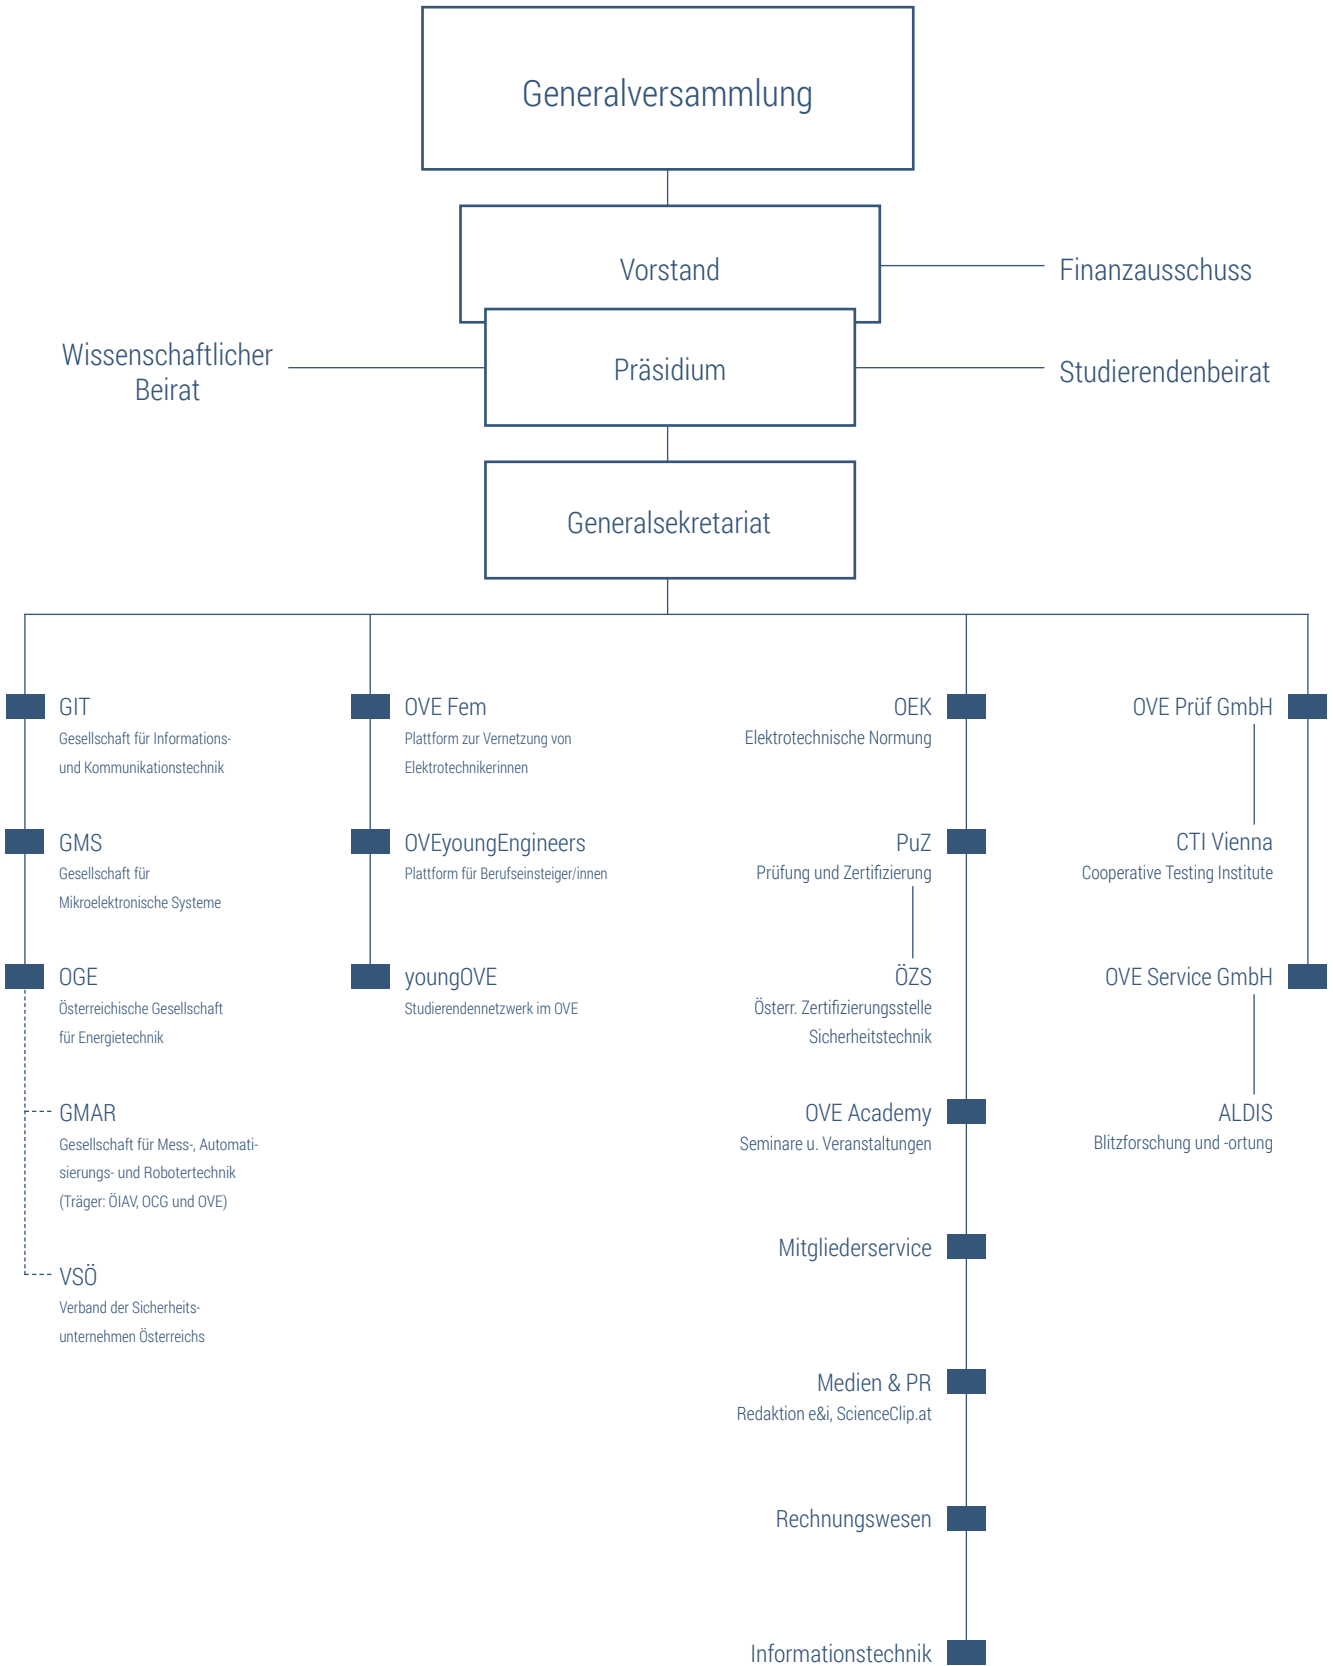 Generalversammlung
Vorstand
Finanzausschuss
Wissenschaftlicher
Beirat
Präsidium
Studierendenbeirat
Generalsekretariat
GIT
Gesellschaft für Informations-
und Kommunikationstechnik
GMS
Gesellschaft für
Mikroelektronische Systeme
OGE
Österreichische Gesellschaft
für Energietechnik
GMAR
Gesellschaft für Mess-, Automati-
sierungs- und Robotertechnik
(Träger: ÖIAV, OCG und OVE)
VSÖ
Verband der Sicherheits-
unternehmen Österreichs
OVE Fem
Plattform zur Vernetzung von
Elektrotechnikerinnen
OVEyoungEngineers
Plattform für Berufseinsteiger/innen
youngOVE
Studierendennetzwerk im OVE
OEK
Elektrotechnische Normung
PuZ
Prüfung und Zertifizierung
ÖZS
Österr. Zertifizierungsstelle
Sicherheitstechnik
OVE Academy
Seminare u. Veranstaltungen
Mitgliederservice
Medien & PR
Redaktion e&i, ScienceClip.at
Rechnungswesen
Informationstechnik
OVE Prüf GmbH
CTI Vienna
Cooperative Testing Institute
OVE Service GmbH
ALDIS
Blitzforschung und -ortung